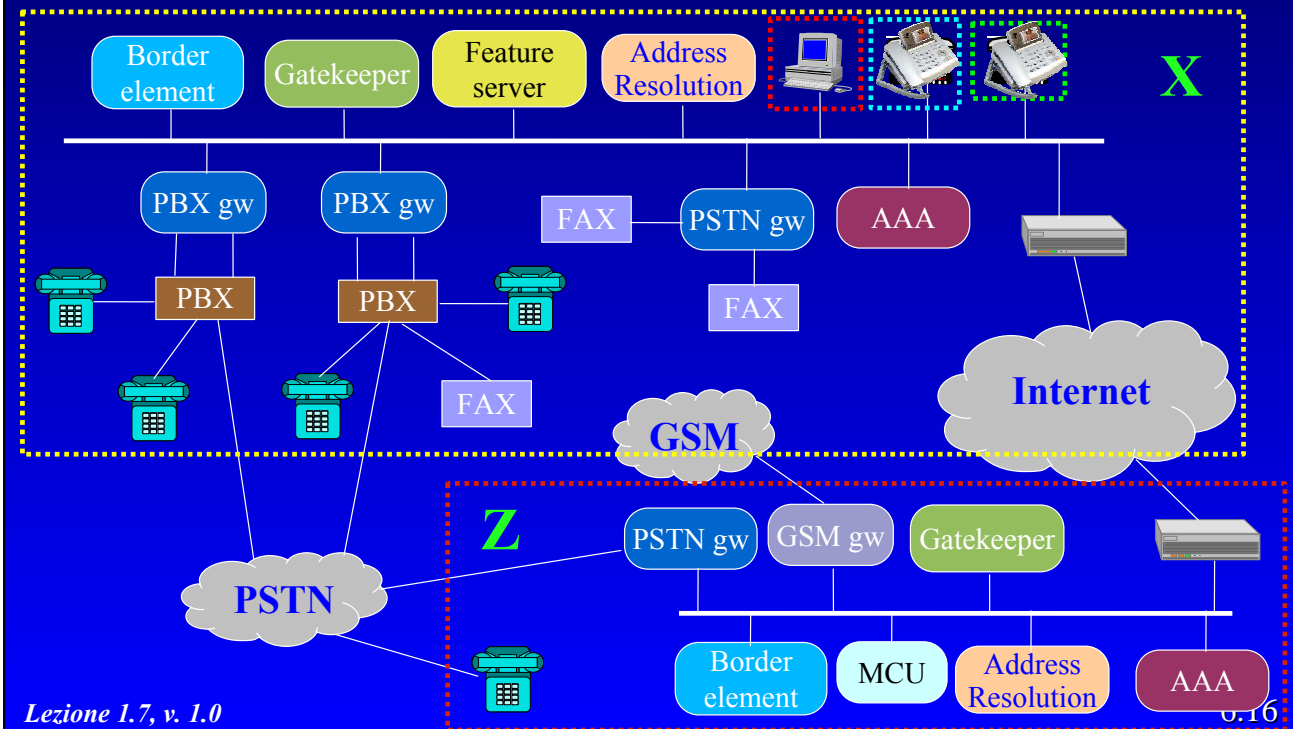 Border
element
Gatekeeper
Feature
server
Address
Resolution
X
PBX gw
PBX gw
FAX
PSTN gw
AAA
PBX
PBX
FAX
FAX
Internet
GSM
Z
PSTN gw
GSM gw
Gatekeeper
PSTN
Border
element
MCU
Address
Resolution
AAA
Lezione 1.7, v. 1.0
6.16